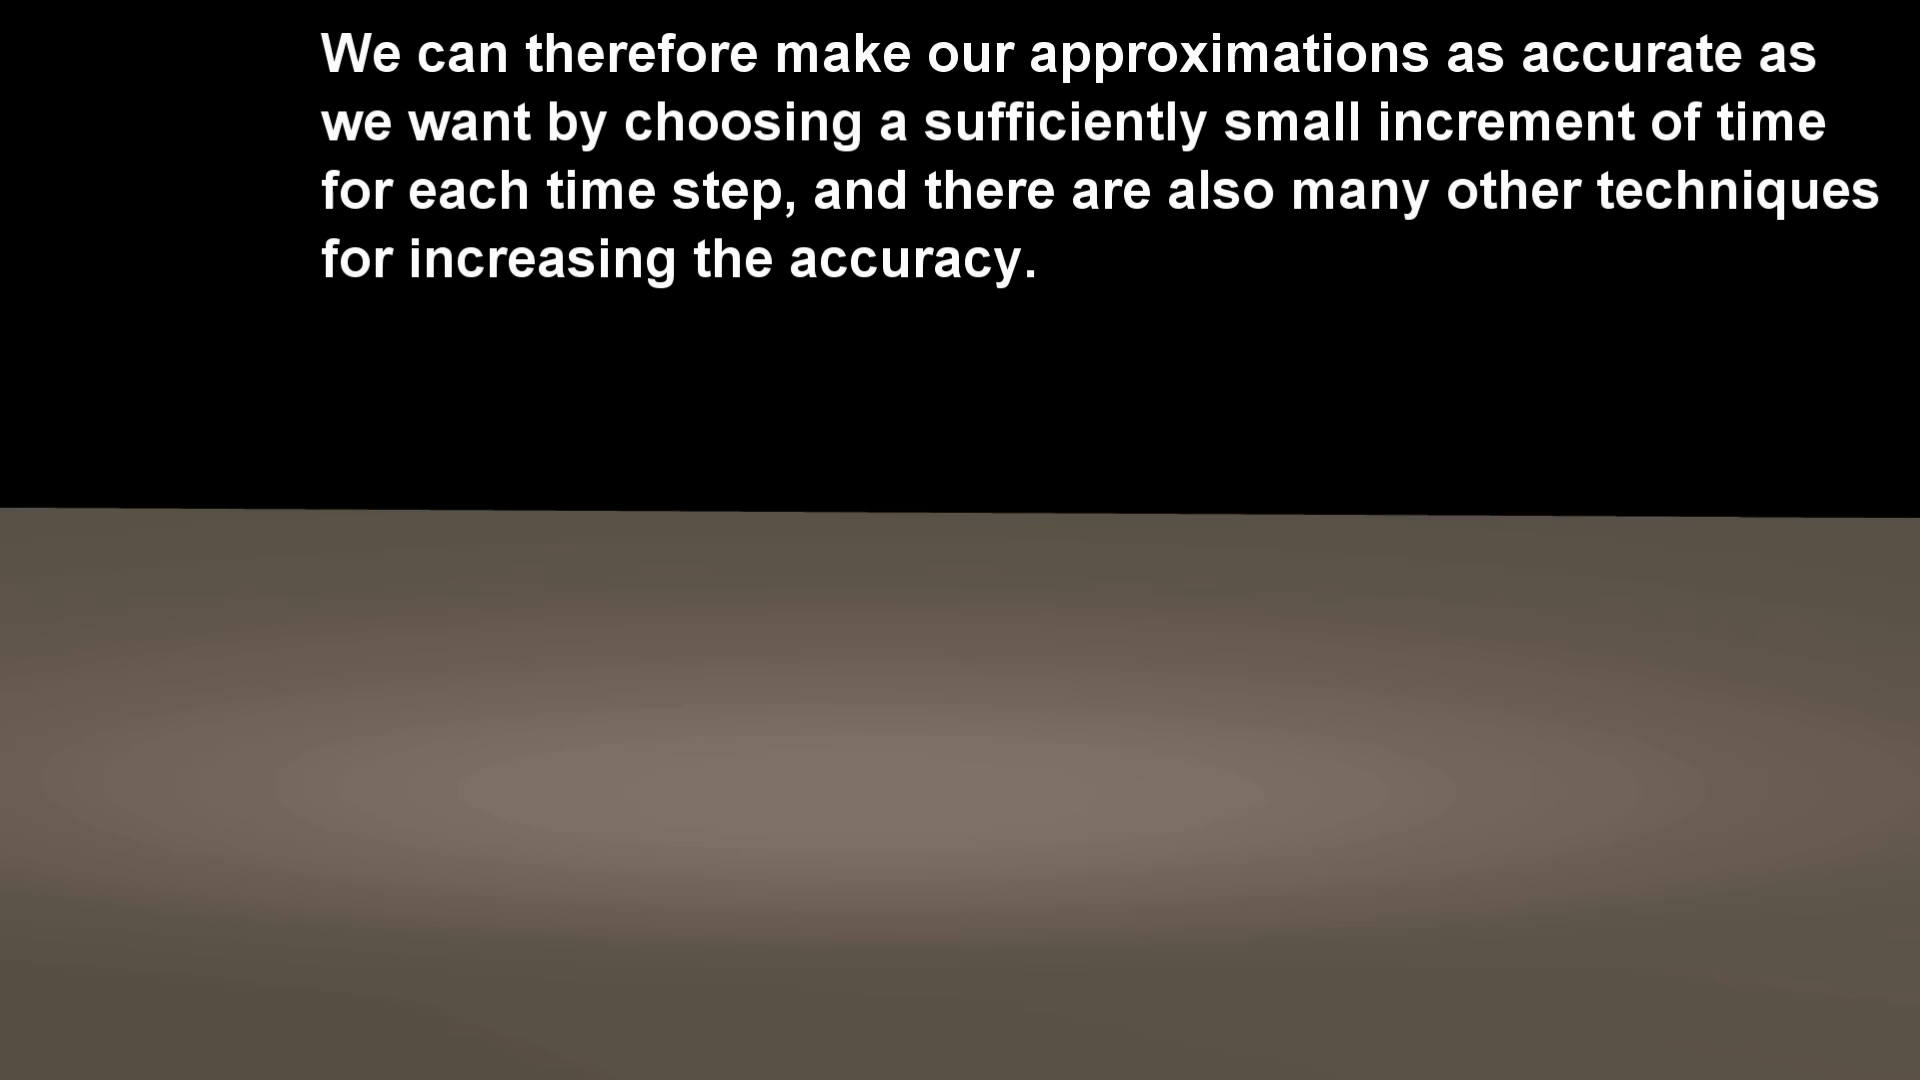 We can therefore make our approximations as accurate as
we want by choosing a sufficiently small increment of time
for each time step, and there are also many other techniques
for increasing the accuracy.